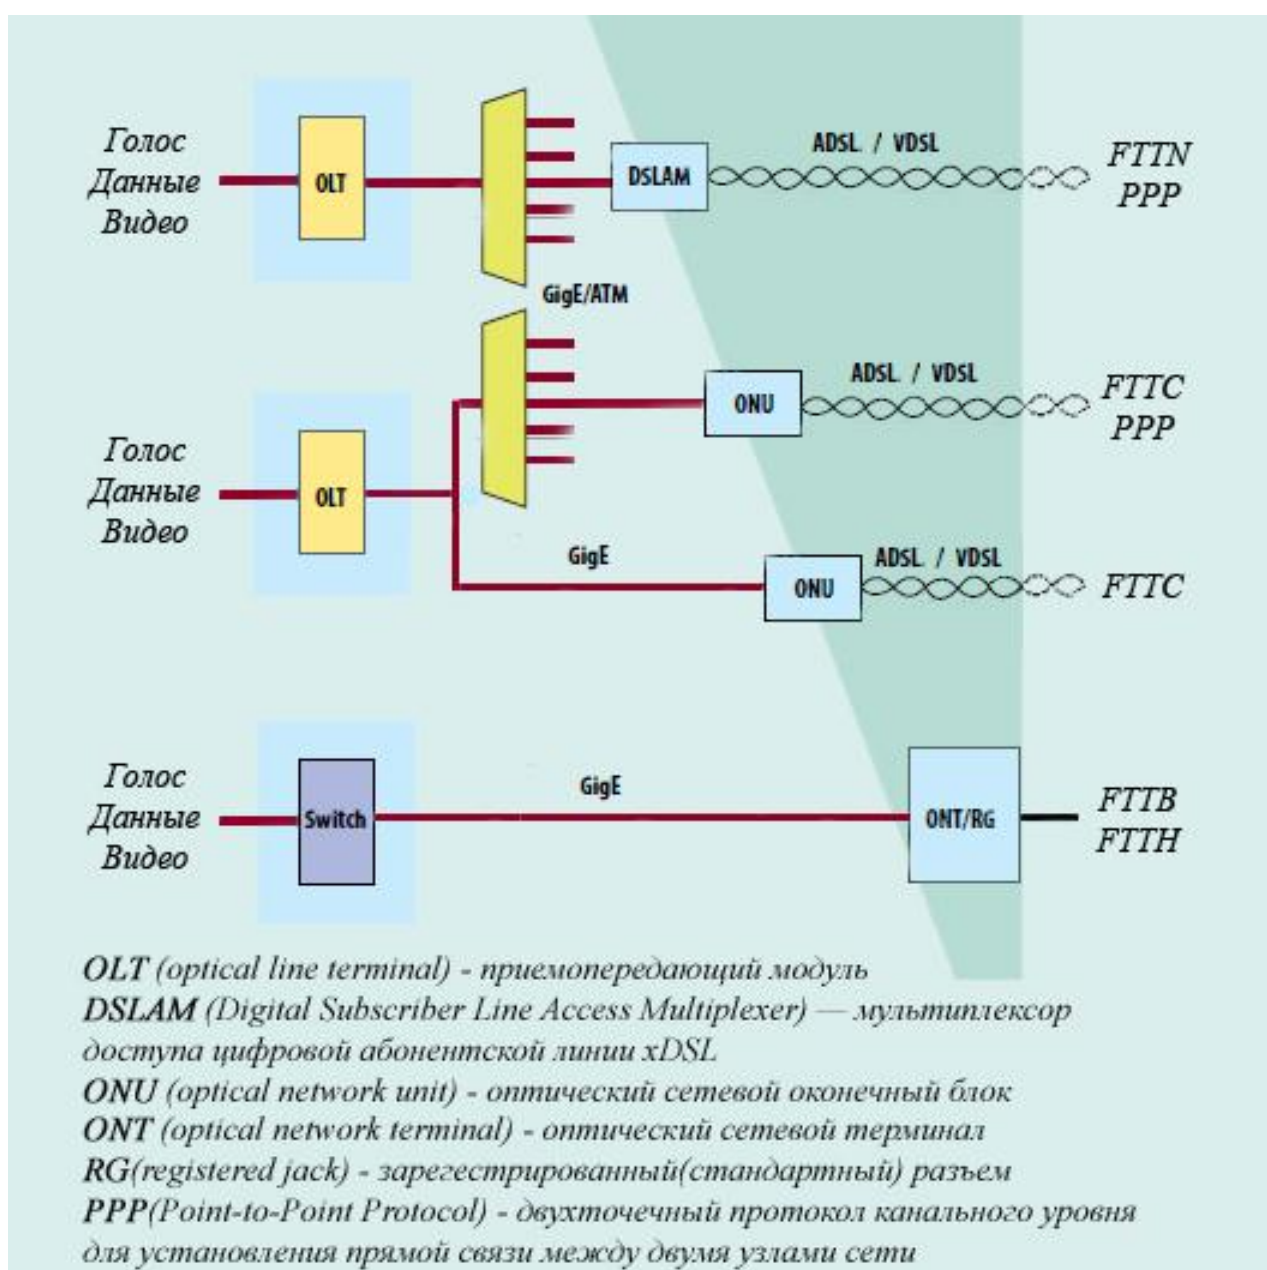 ADSL / VDSL
Голос
Данные
Видео
OLT
DSLAM
FTTN
PPP
GigE/ATM
ADSL / VDSL
ONU
FTTC
PPP
Голос
Данные
Видео
OLT
GigE
ADSL / VDSL
ONU
FTTC
Голос
Данные
Видео
Switch
GigE
ONT/RG
FTTB
FTTH
OLT (optical line terminal) - приемопередающий модуль
DSLAM (Digital Subscriber Line Access Multiplexer) — мультиплексор
доступа цифровой абонентской линии xDSL
ONU (optical network unit) - оптический сетевой оконечный блок
ONT (optical network terminal) - оптический сетевой терминал
RG(registered jack) - зарегестрированный(стандартный) разъем
PPP(Point-to-Point Protocol) - двухточечный протокол канального уровня
для установления прямой связи между двумя узлами сети